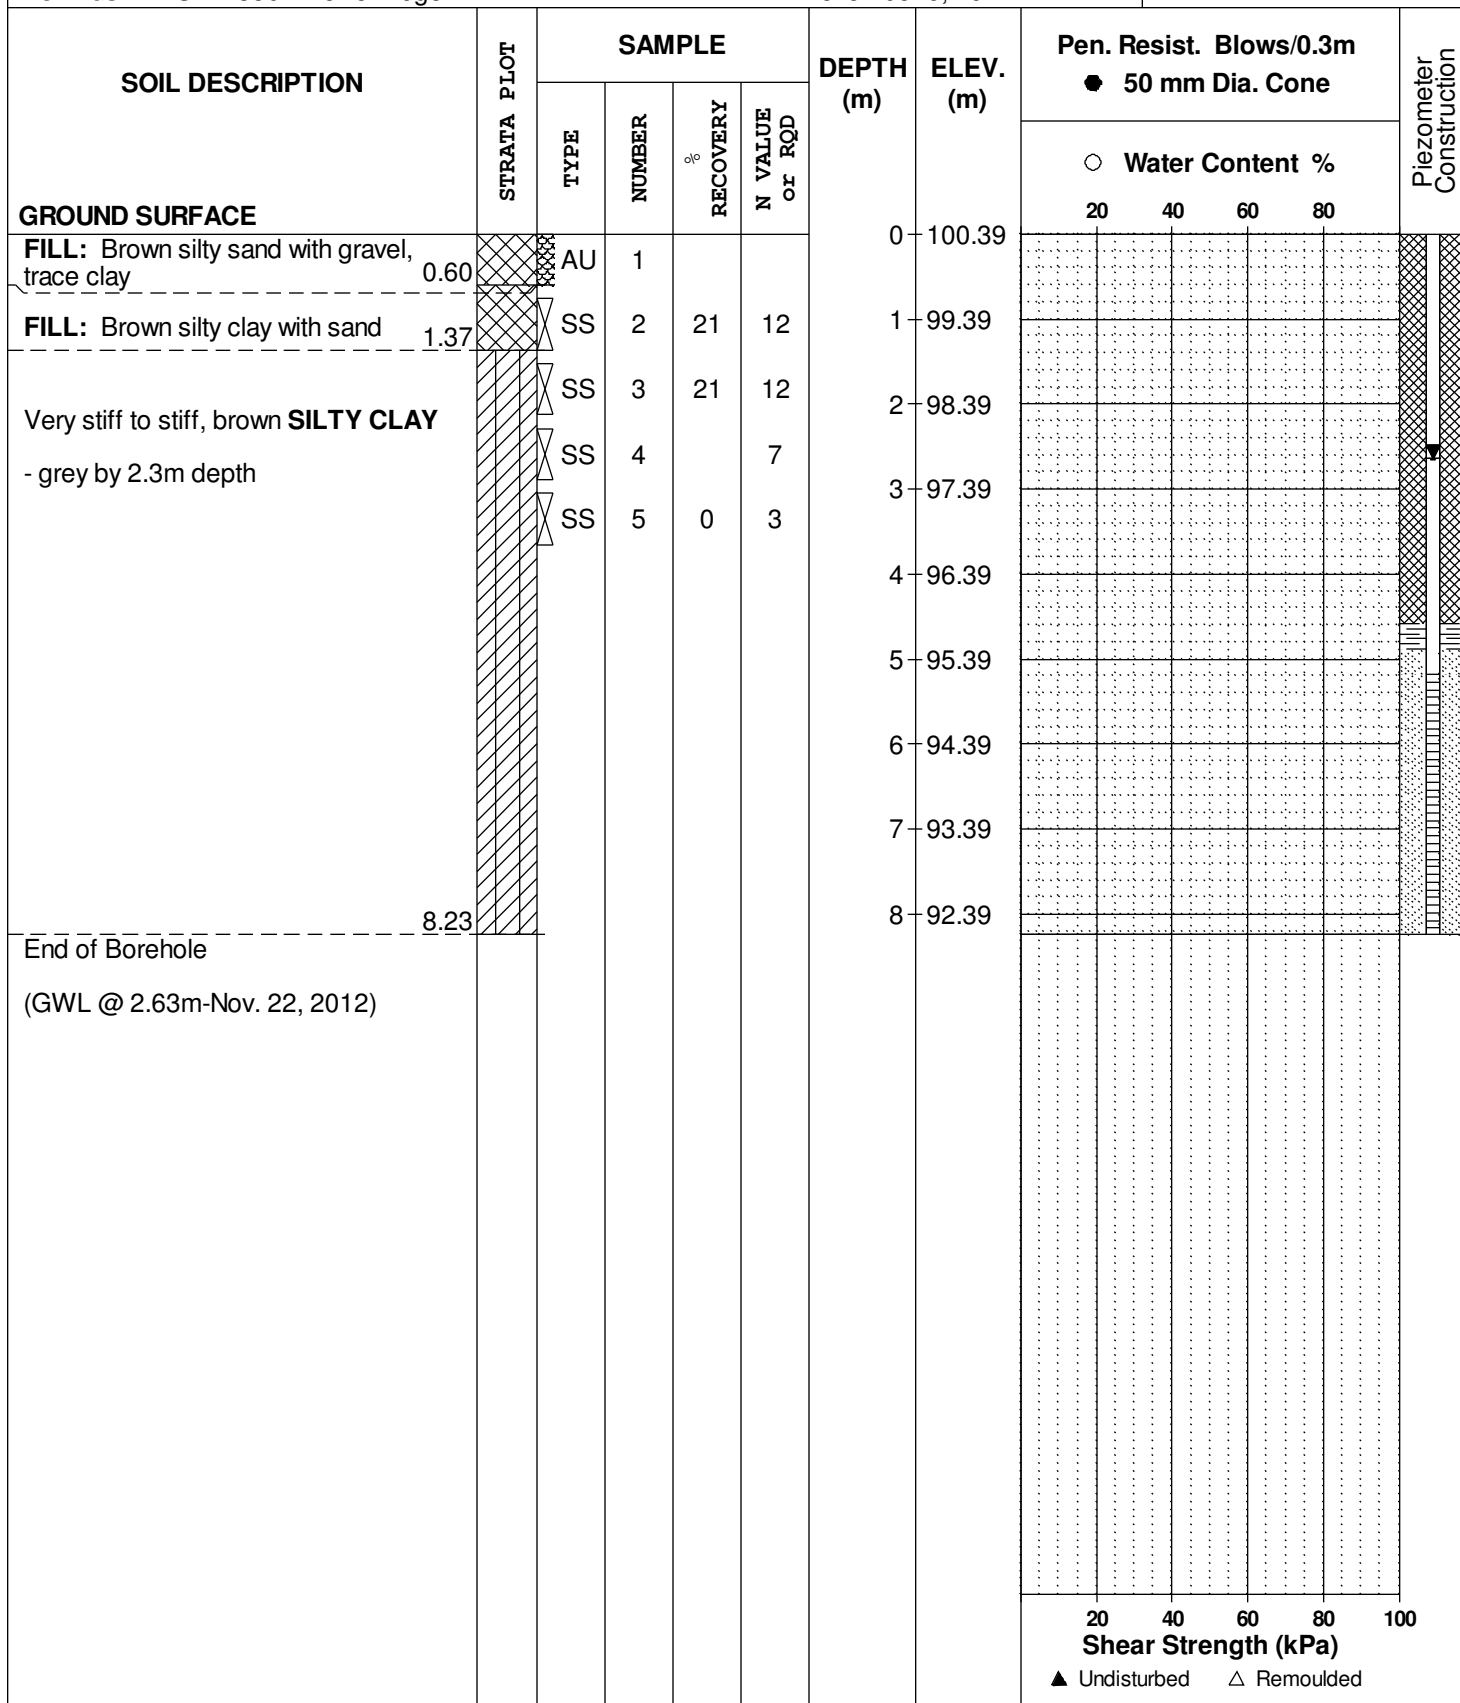 SOIL DESCRIPTION
GROUND SURFACE
STRATA PLOT
SAMPLE
TYPE
NUMBER
%
RECOVERY
N VALUE
or RQD
DEPTH
(m)
ELEV.
(m)
Pen. Resist. Blows/0.3m
● 50 mm Dia. Cone
○ Water Content %
20 40 60 80
Piezometer
Construction
FILL: Brown silty sand with gravel,
trace clay 0.60
FILL: Brown silty clay with sand 1.37
Very stiff to stiff, brown SILTY CLAY
- grey by 2.3m depth
8.23
End of Borehole
(GWL @ 2.63m-Nov. 22, 2012)
AU 1
SS 2 21 12
SS 3 21 12
SS 4 7
SS 5 0 3
0 100.39
1 99.39
2 98.39
3 97.39
4 96.39
5 95.39
6 94.39
7 93.39
8 92.39
20 40 60 80 100
Shear Strength (kPa)
▲ Undisturbed △ Remoulded